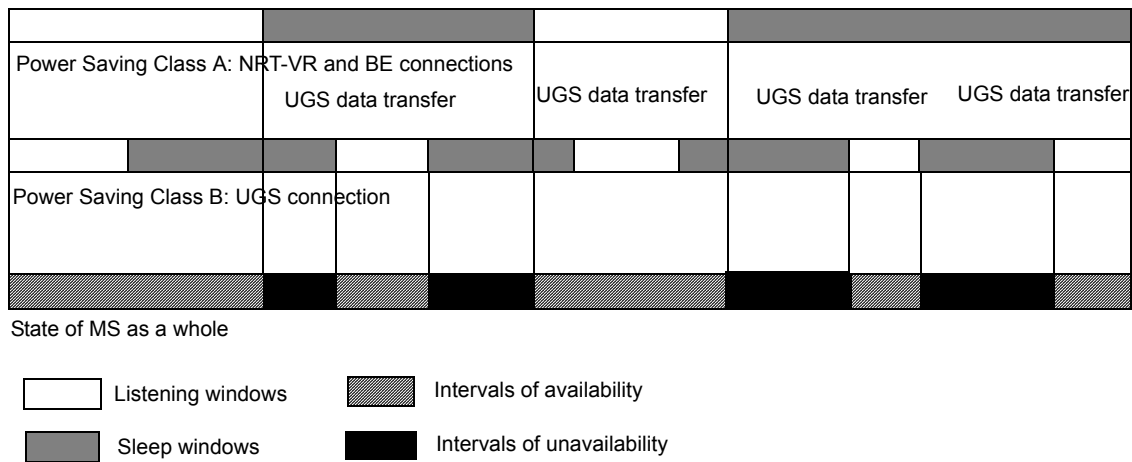 Power Saving Class A: NRT-VR and BE connections
UGS data transfer
UGS data transfer
UGS data transfer
UGS data transfer
Power Saving Class B: UGS connection
State of MS as a whole
Listening windows
Intervals of availability
Sleep windows
Intervals of unavailability